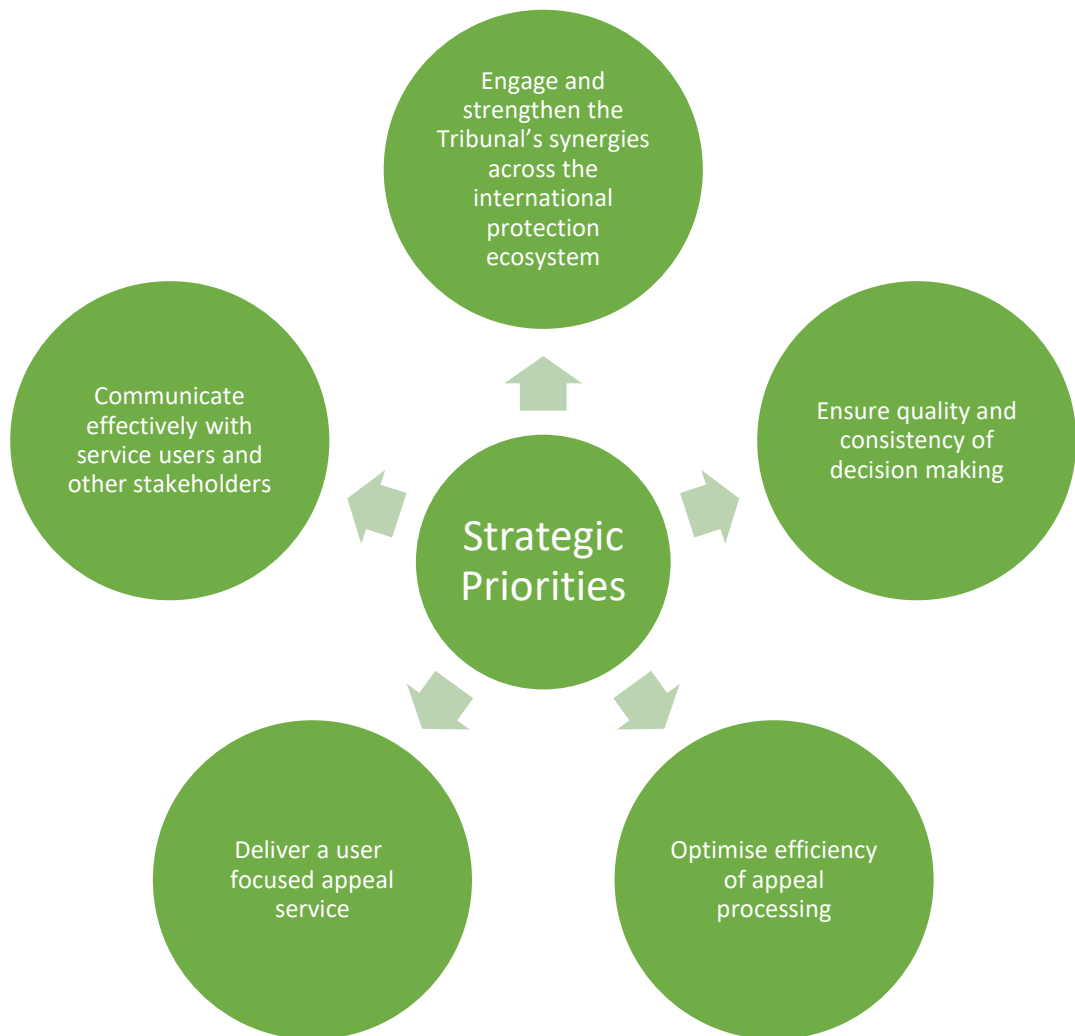 Engage and
strengthen the
Tribunal’s synergies
across the
international
protection
ecosystem
Communicate
effectively with
service users and
other stakeholders
Ensure quality and
consistency of
decision making
Strategic
Priorities
Deliver a user
focused appeal
service
Optimise efficiency
of appeal
processing